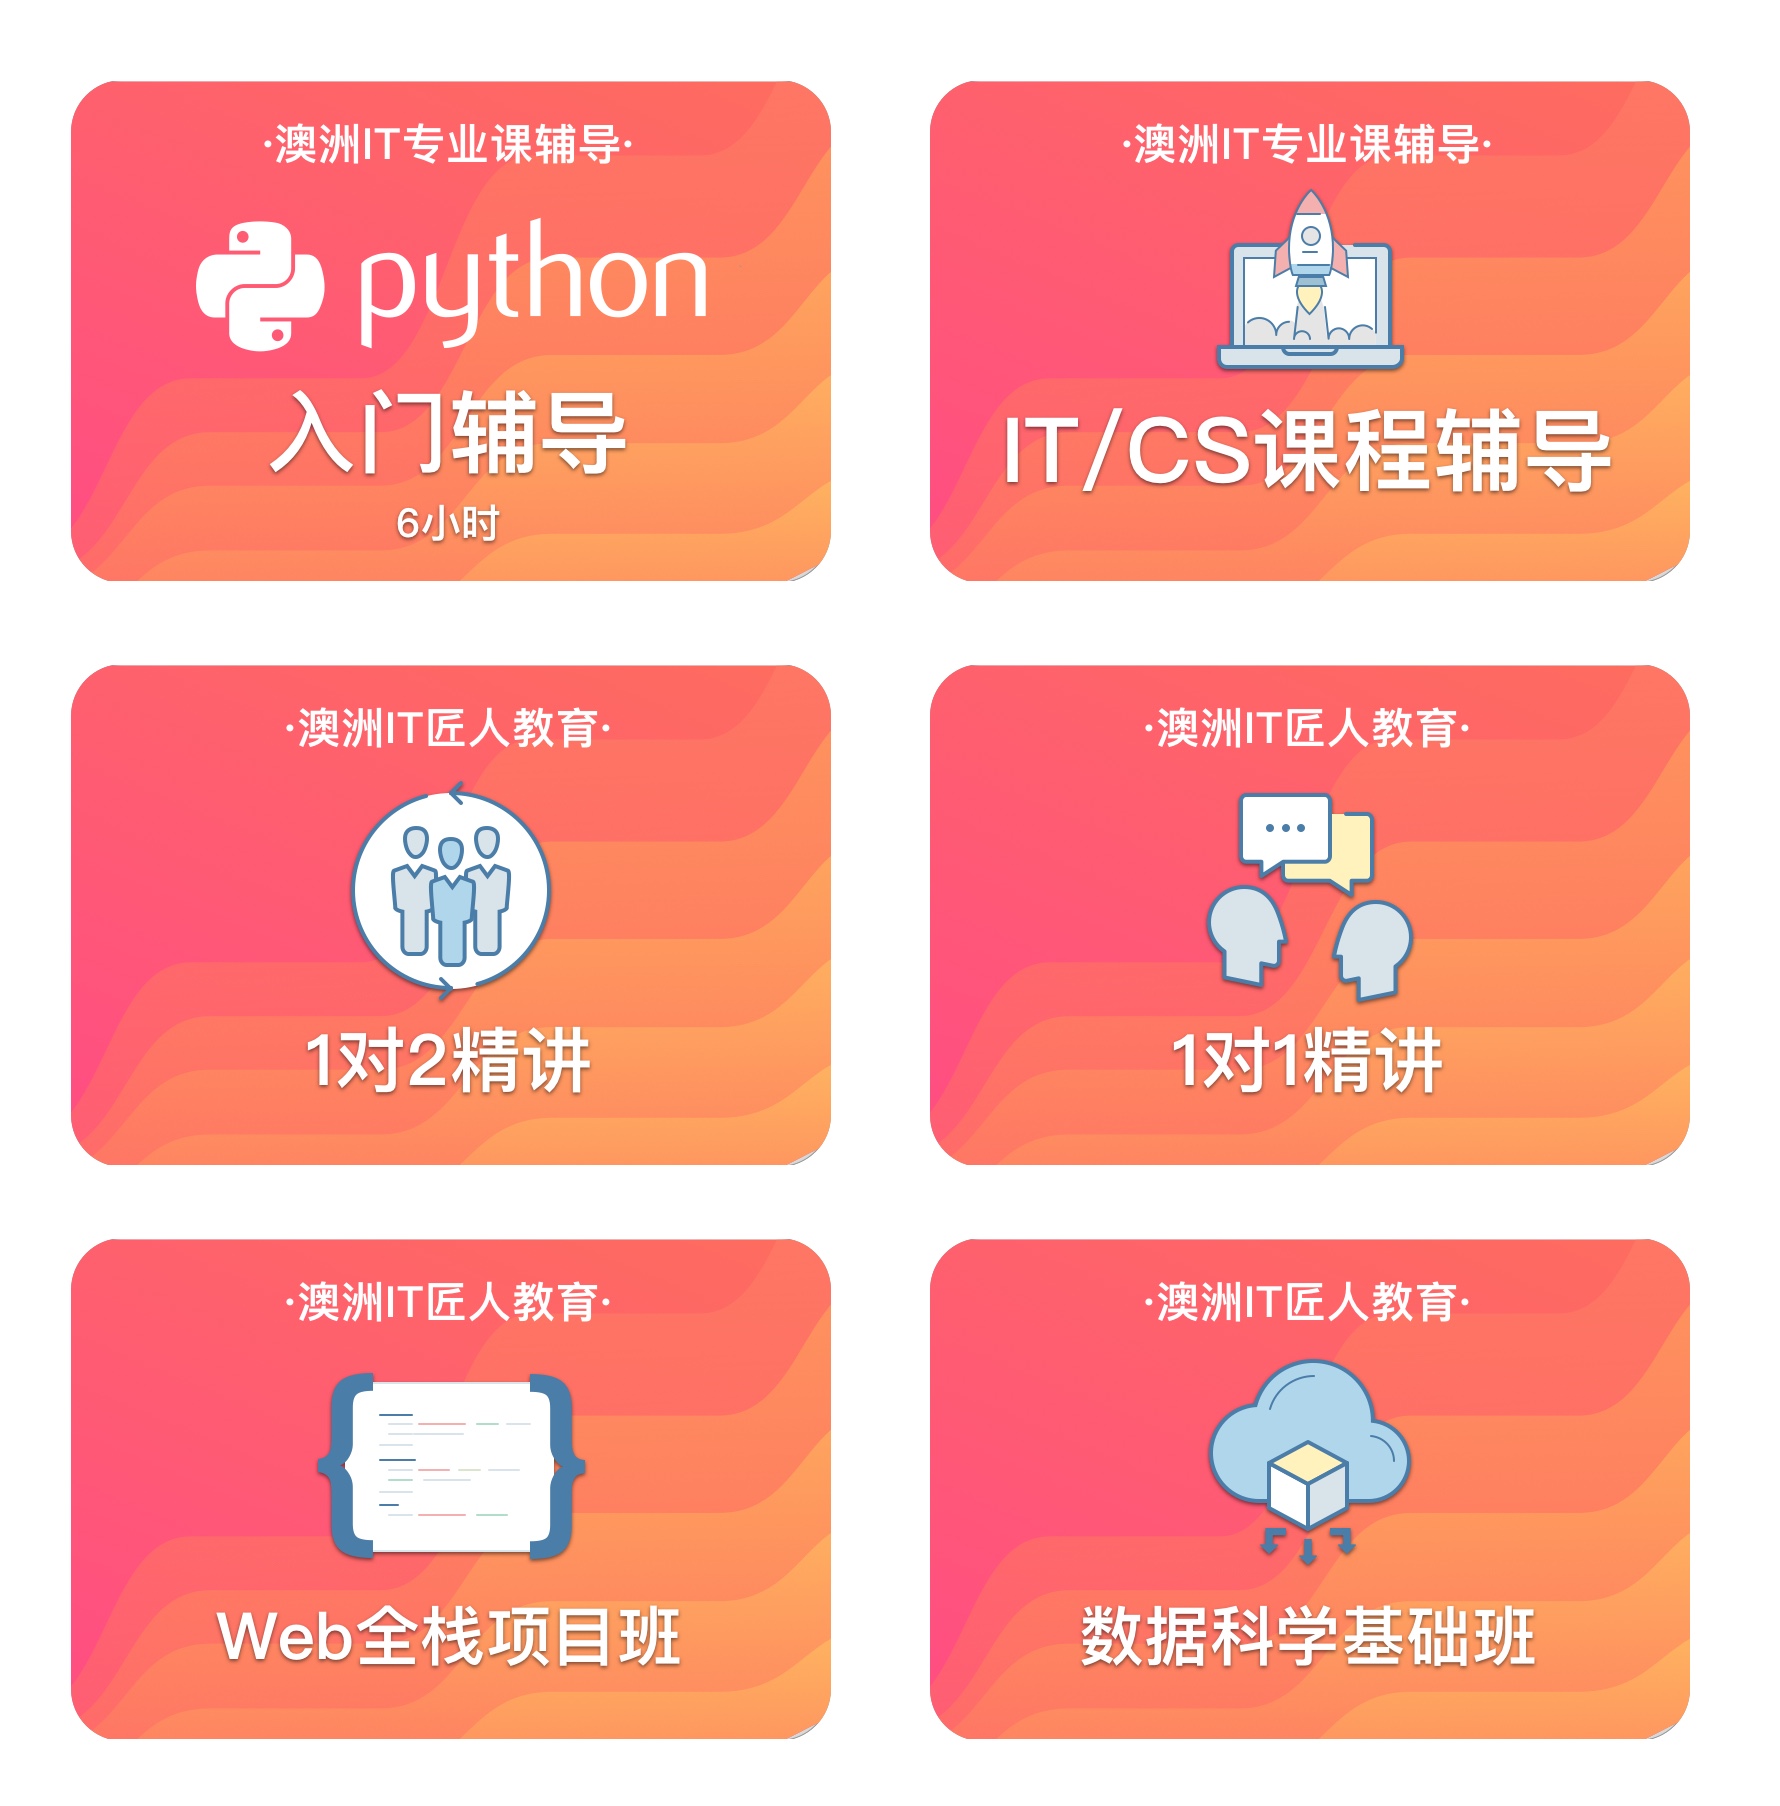 ·澳洲IT专业课辅导·
python
入门辅导
6小时
·澳洲IT专业课辅导·
IT/CS课程辅导
·澳洲IT匠人教育·
1对2精讲
·澳洲IT匠人教育·
1对1精讲
·澳洲IT匠人教育·
Web全栈项目班
·澳洲IT匠人教育·
数据科学基础班